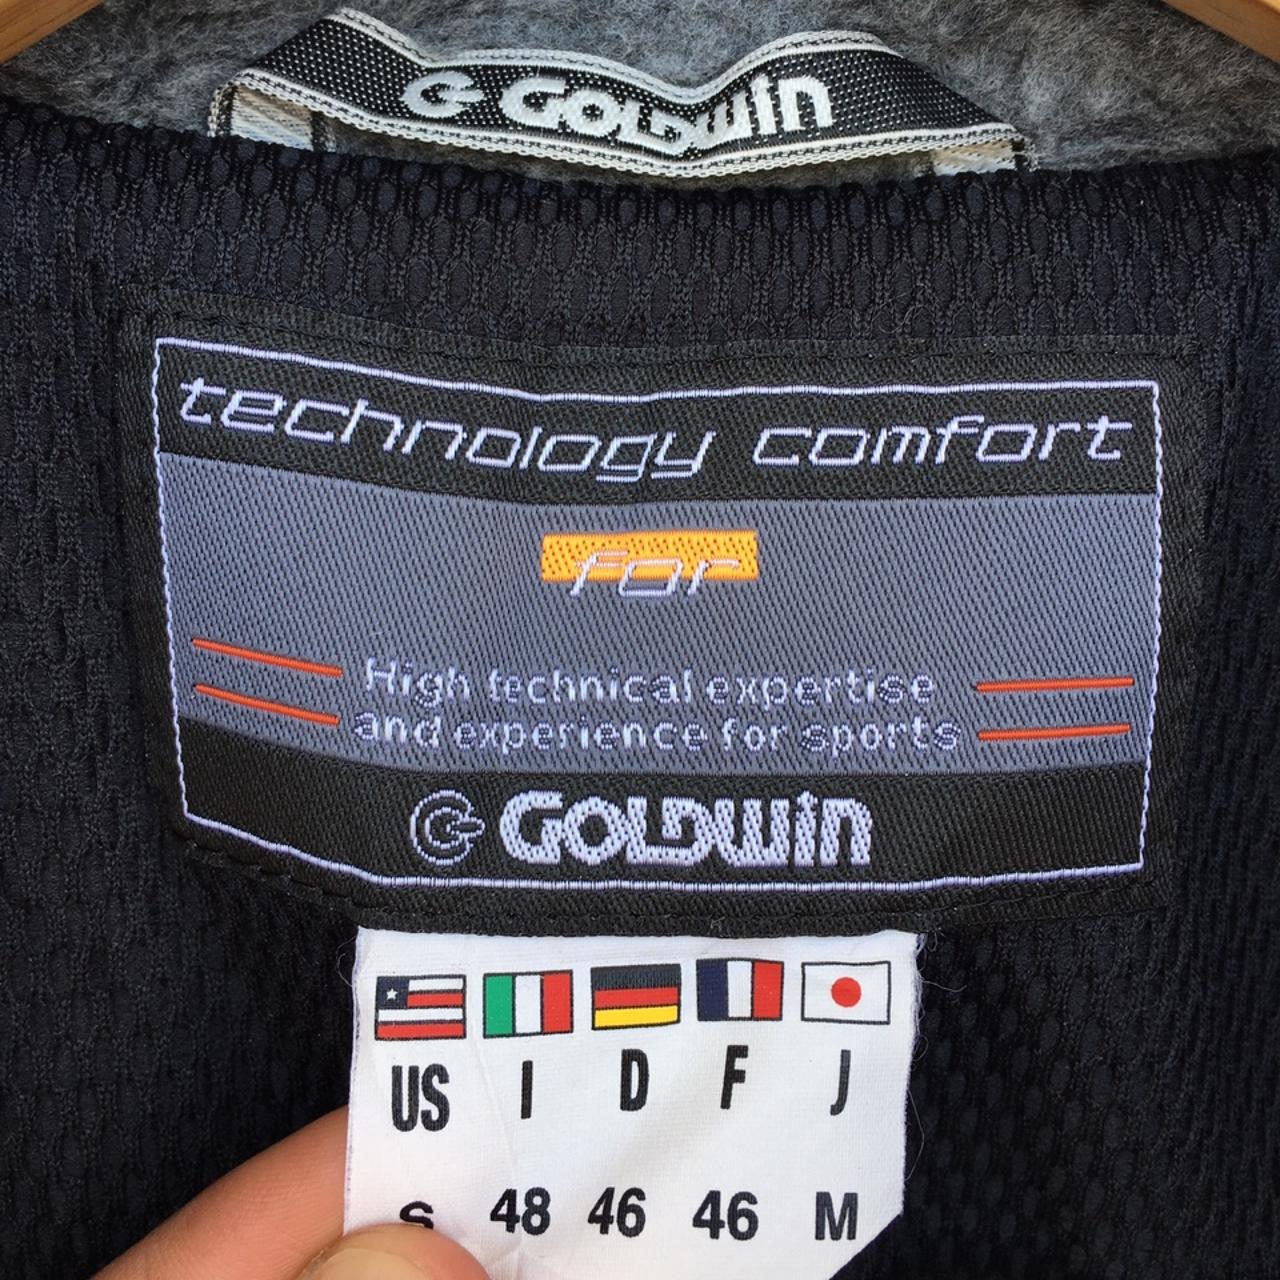 GOLDWIN
technology comfort
for
High technical expertise
and experience for sports
GOLDWIN
US I D F J
S 48 46 46 M